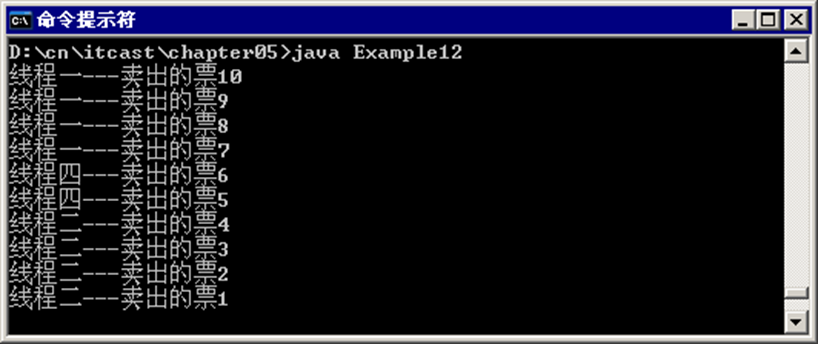 命令提示符
D:\cn\itcast\chapter05>java Example12
线程一---卖出的票10
线程一---卖出的票9
线程一---卖出的票8
线程一---卖出的票7
线程四---卖出的票6
线程四---卖出的票5
线程二---卖出的票4
线程二---卖出的票3
线程二---卖出的票2
线程二---卖出的票1